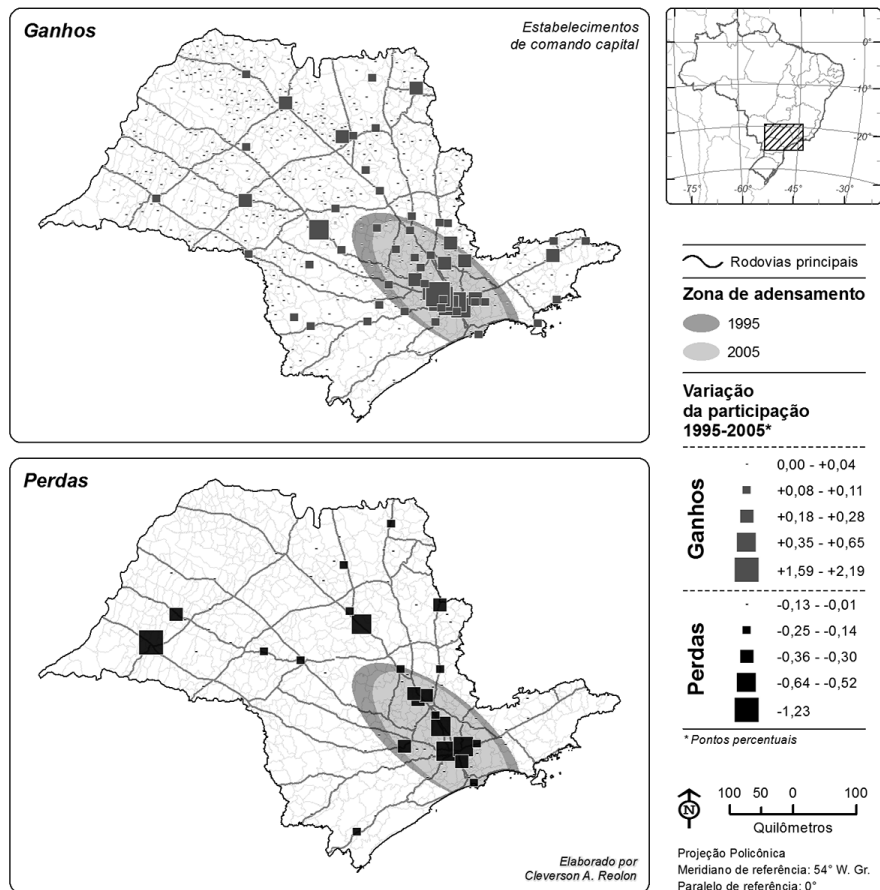 Ganhos
Estabelecimentos
de comando capital
0°
-10°
-20°
-75°
-60°
-45°
-30°
Rodovias principais
Zona de adensamento
1995
2005
Variação
da participação
1995-2005*
Ganhos
0,00 - +0,04
+0,08 - +0,11
+0,18 - +0,28
+0,35 - +0,65
+1,59 - +2,19
Perdas
-0,13 - -0,01
-0,25 - -0,14
-0,36 - -0,30
-0,64 - -0,52
-1,23
* Pontos percentuais
Perdas
Elaborado por
Cleverson A. Reolon
N
100 50 0 100
Quilômetros
Projeção Policônica
Meridiano de referência: 54° W. Gr.
Paralelo de referência: 0°